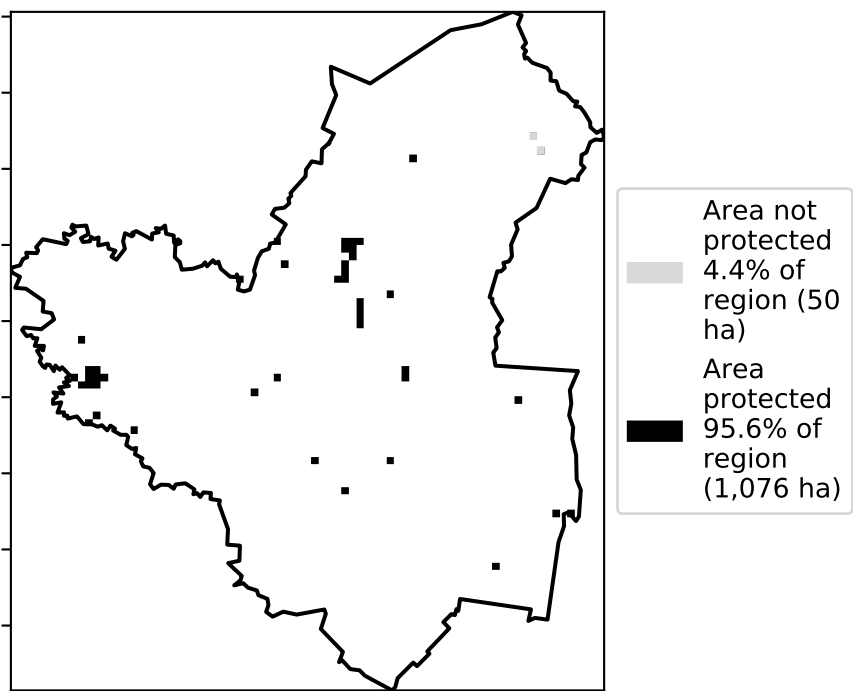 Area not
protected
4.4% of
region (50
ha)
Area
protected
95.6% of
region
(1,076 ha)